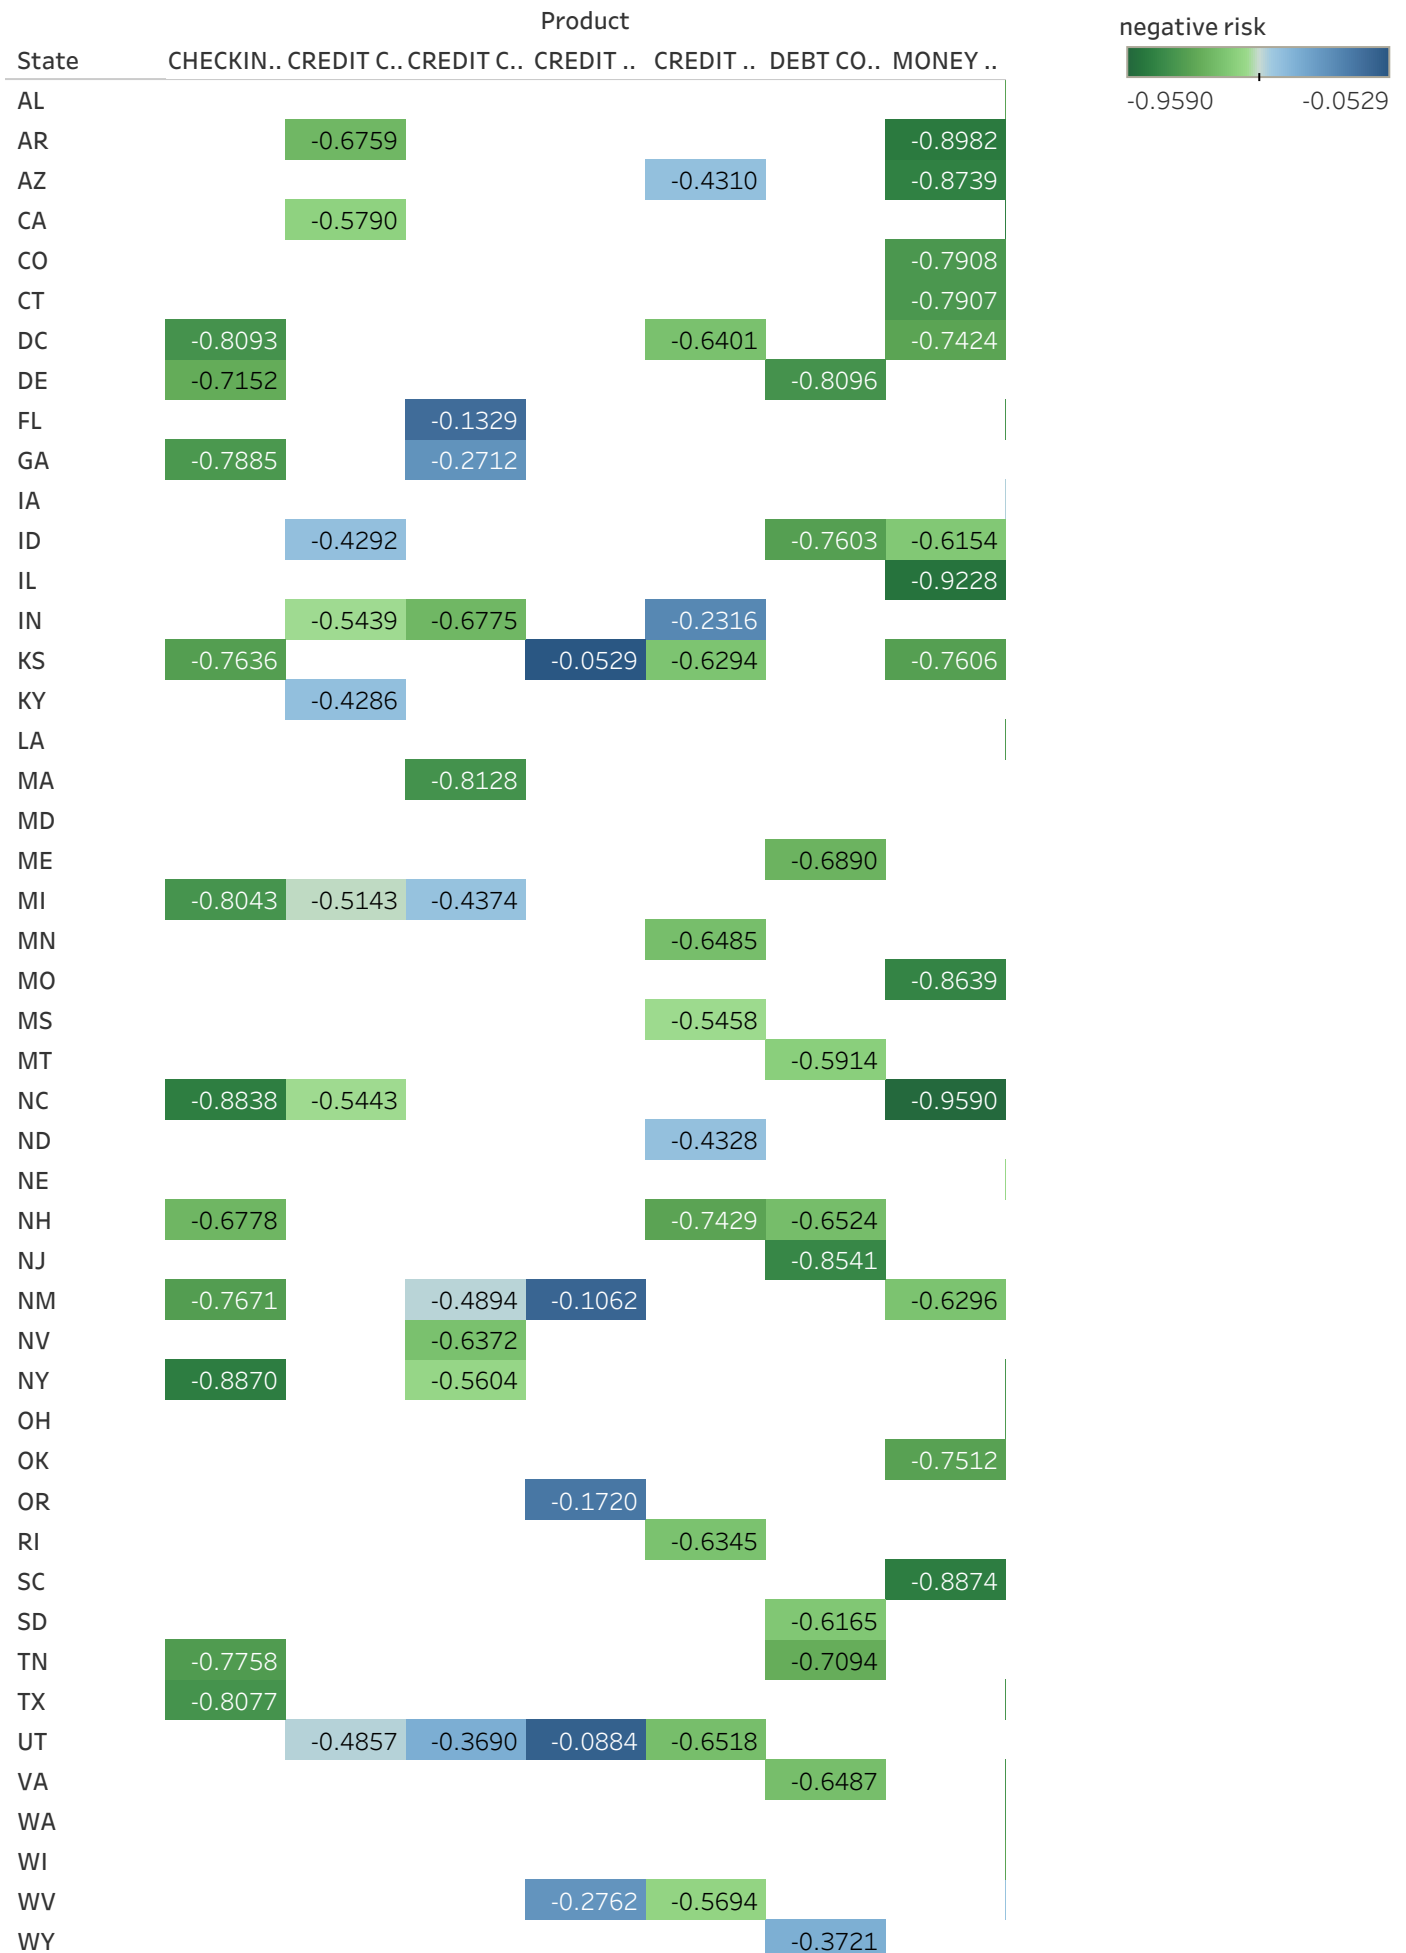 Product
negative risk
State CHECKIN.. CREDIT C.. CREDIT C.. CREDIT .. CREDIT .. DEBT CO.. MONEY ..
-0.9590 -0.0529
AL
AR -0.6759 -0.8982
AZ -0.4310 -0.8739
CA -0.5790
CO -0.7908
CT -0.7907
DC -0.8093 -0.6401 -0.7424
DE -0.7152 -0.8096
FL -0.1329
GA -0.7885 -0.2712
IA
ID -0.4292 -0.7603 -0.6154
IL -0.9228
IN -0.5439 -0.6775 -0.2316
KS -0.7636 -0.0529 -0.6294 -0.7606
KY -0.4286
LA
MA -0.8128
MD
ME -0.6890
MI -0.8043 -0.5143 -0.4374
MN -0.6485
MO -0.8639
MS -0.5458
MT -0.5914
NC -0.8838 -0.5443 -0.9590
ND -0.4328
NE
NH -0.6778 -0.7429 -0.6524
NJ -0.8541
NM -0.7671 -0.4894 -0.1062 -0.6296
NV -0.6372
NY -0.8870 -0.5604
OH
OK -0.7512
OR -0.1720
RI -0.6345
SC -0.8874
SD -0.6165
TN -0.7758 -0.7094
TX -0.8077
UT -0.4857 -0.3690 -0.0884 -0.6518
VA -0.6487
WA
WI
WV -0.2762 -0.5694
WY -0.3721